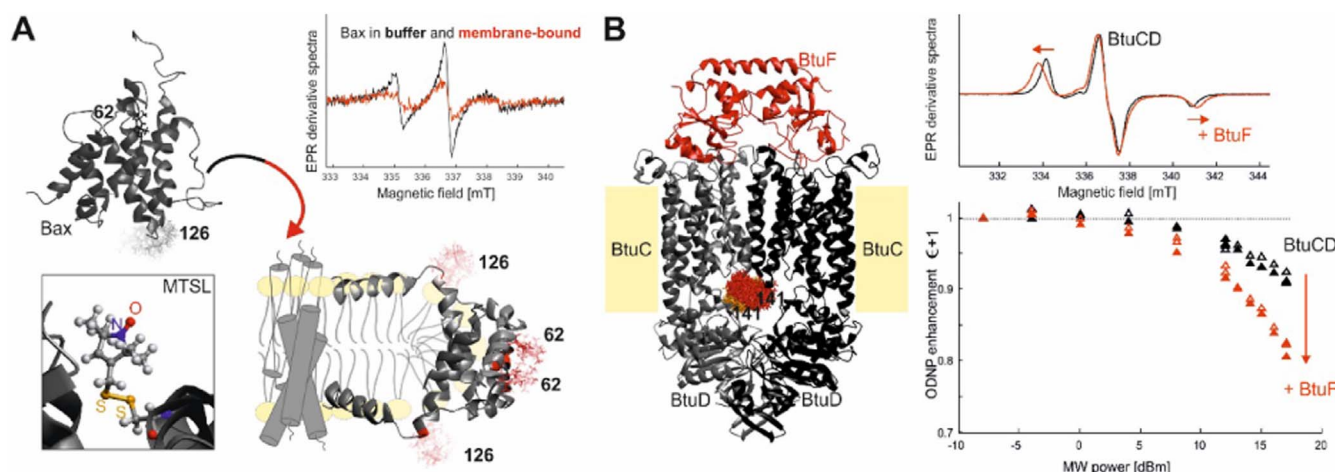 A
62
Bax
126
Bax in buffer and membrane-bound
EPR derivative spectra
333 334 335 336 337 338 339 340
Magnetic field [mT]
MTSL
N
O
S
S
126
62
62
126
B
BtuF
BtuC
BtuC
141
141
BtuD
BtuD
BtuCD
+ BtuF
EPR derivative spectra
332 334 336 338 340 342 344
Magnetic field [mT]
BtuCD
+ BtuF
ODNP enhancement ϵ+1
1
0.9
0.8
0.7
-10 -5 0 5 10 15 20
MW power [dBm]